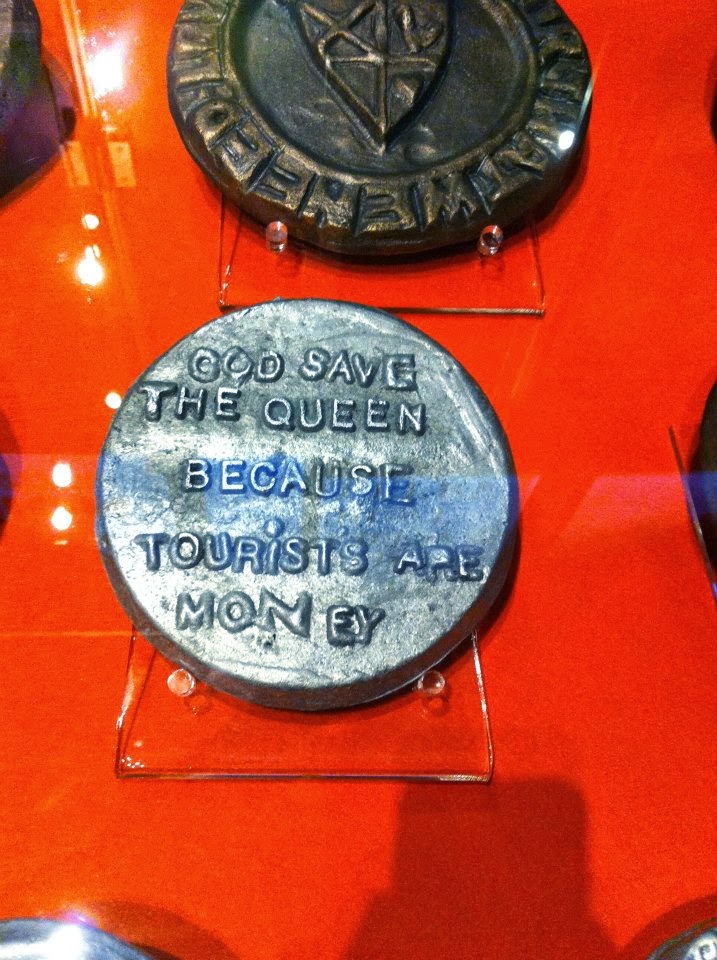 GOD SAVE
THE QUEEN
BECAUSE
TOURiSTS ARE
MONEY